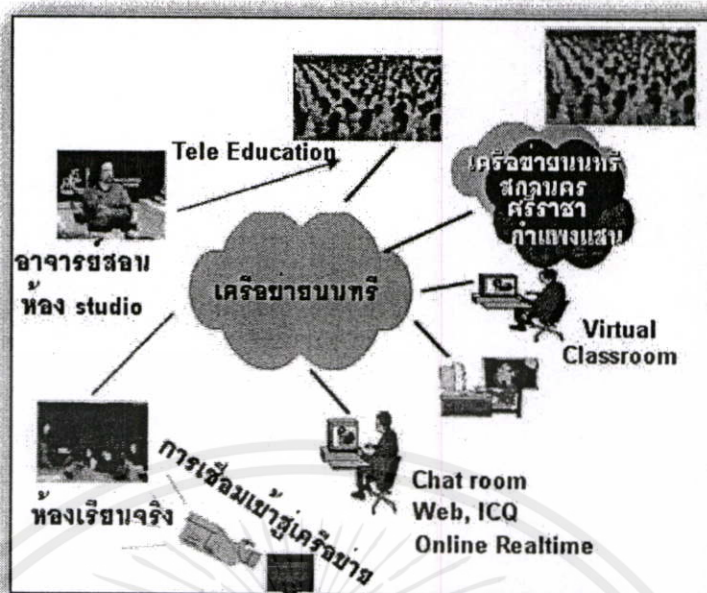 Tele Education
เครือข่ายนนทรี
สกลนคร
ศรีราชา
กำแพงแสน
อาจารย์สอน
ห้อง studio
เครือข่ายนนทรี
Virtual
Classroom
ห้องเรียนจริง
การเชื่อมเข้าสู่เครือข่าย
Chat room
Web, ICQ
Online Realtime